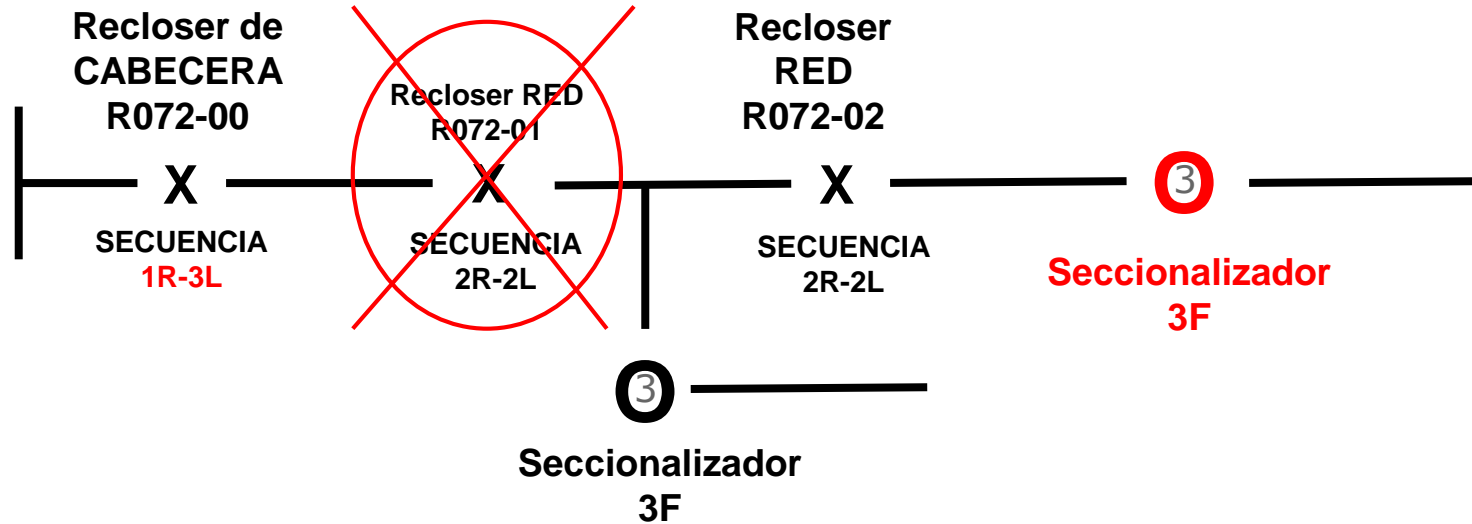 Recloser de
CABECERA
R072-00
X
SECUENCIA
1R-3L
Recloser RED
R072-01
X
SECUENCIA
2R-2L
Recloser
RED
R072-02
X
SECUENCIA
2R-2L
3
Seccionalizador
3F
3
Seccionalizador
3F